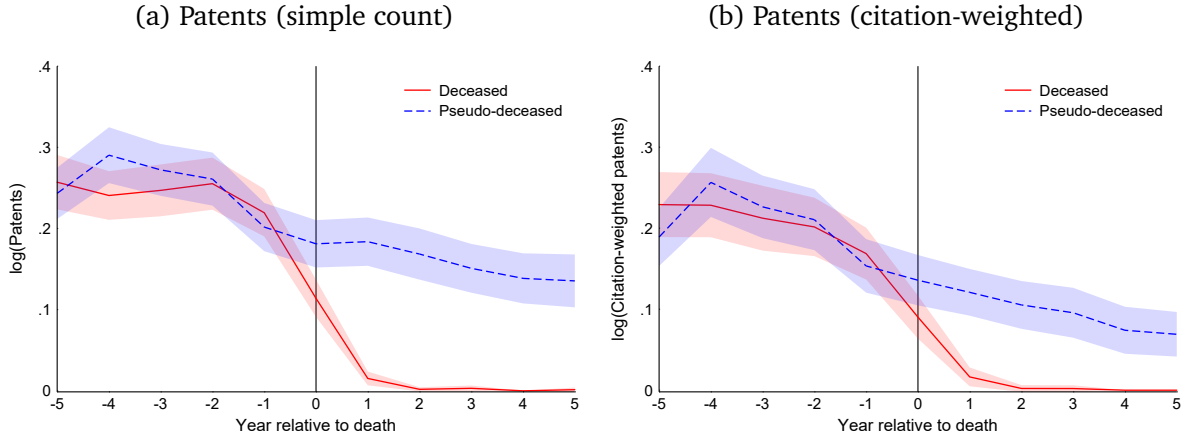 (a) Patents (simple count)
.4
.3
.2
.1
0
log(Patents)
Deceased
Pseudo-deceased
-5 -4 -3 -2 -1 0 1 2 3 4 5
Year relative to death
(b) Patents (citation-weighted)
.4
.3
.2
.1
0
log(Citation-weighted patents)
Deceased
Pseudo-deceased
-5 -4 -3 -2 -1 0 1 2 3 4 5
Year relative to death